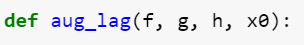 def aug_lag(f, g, h, x0):